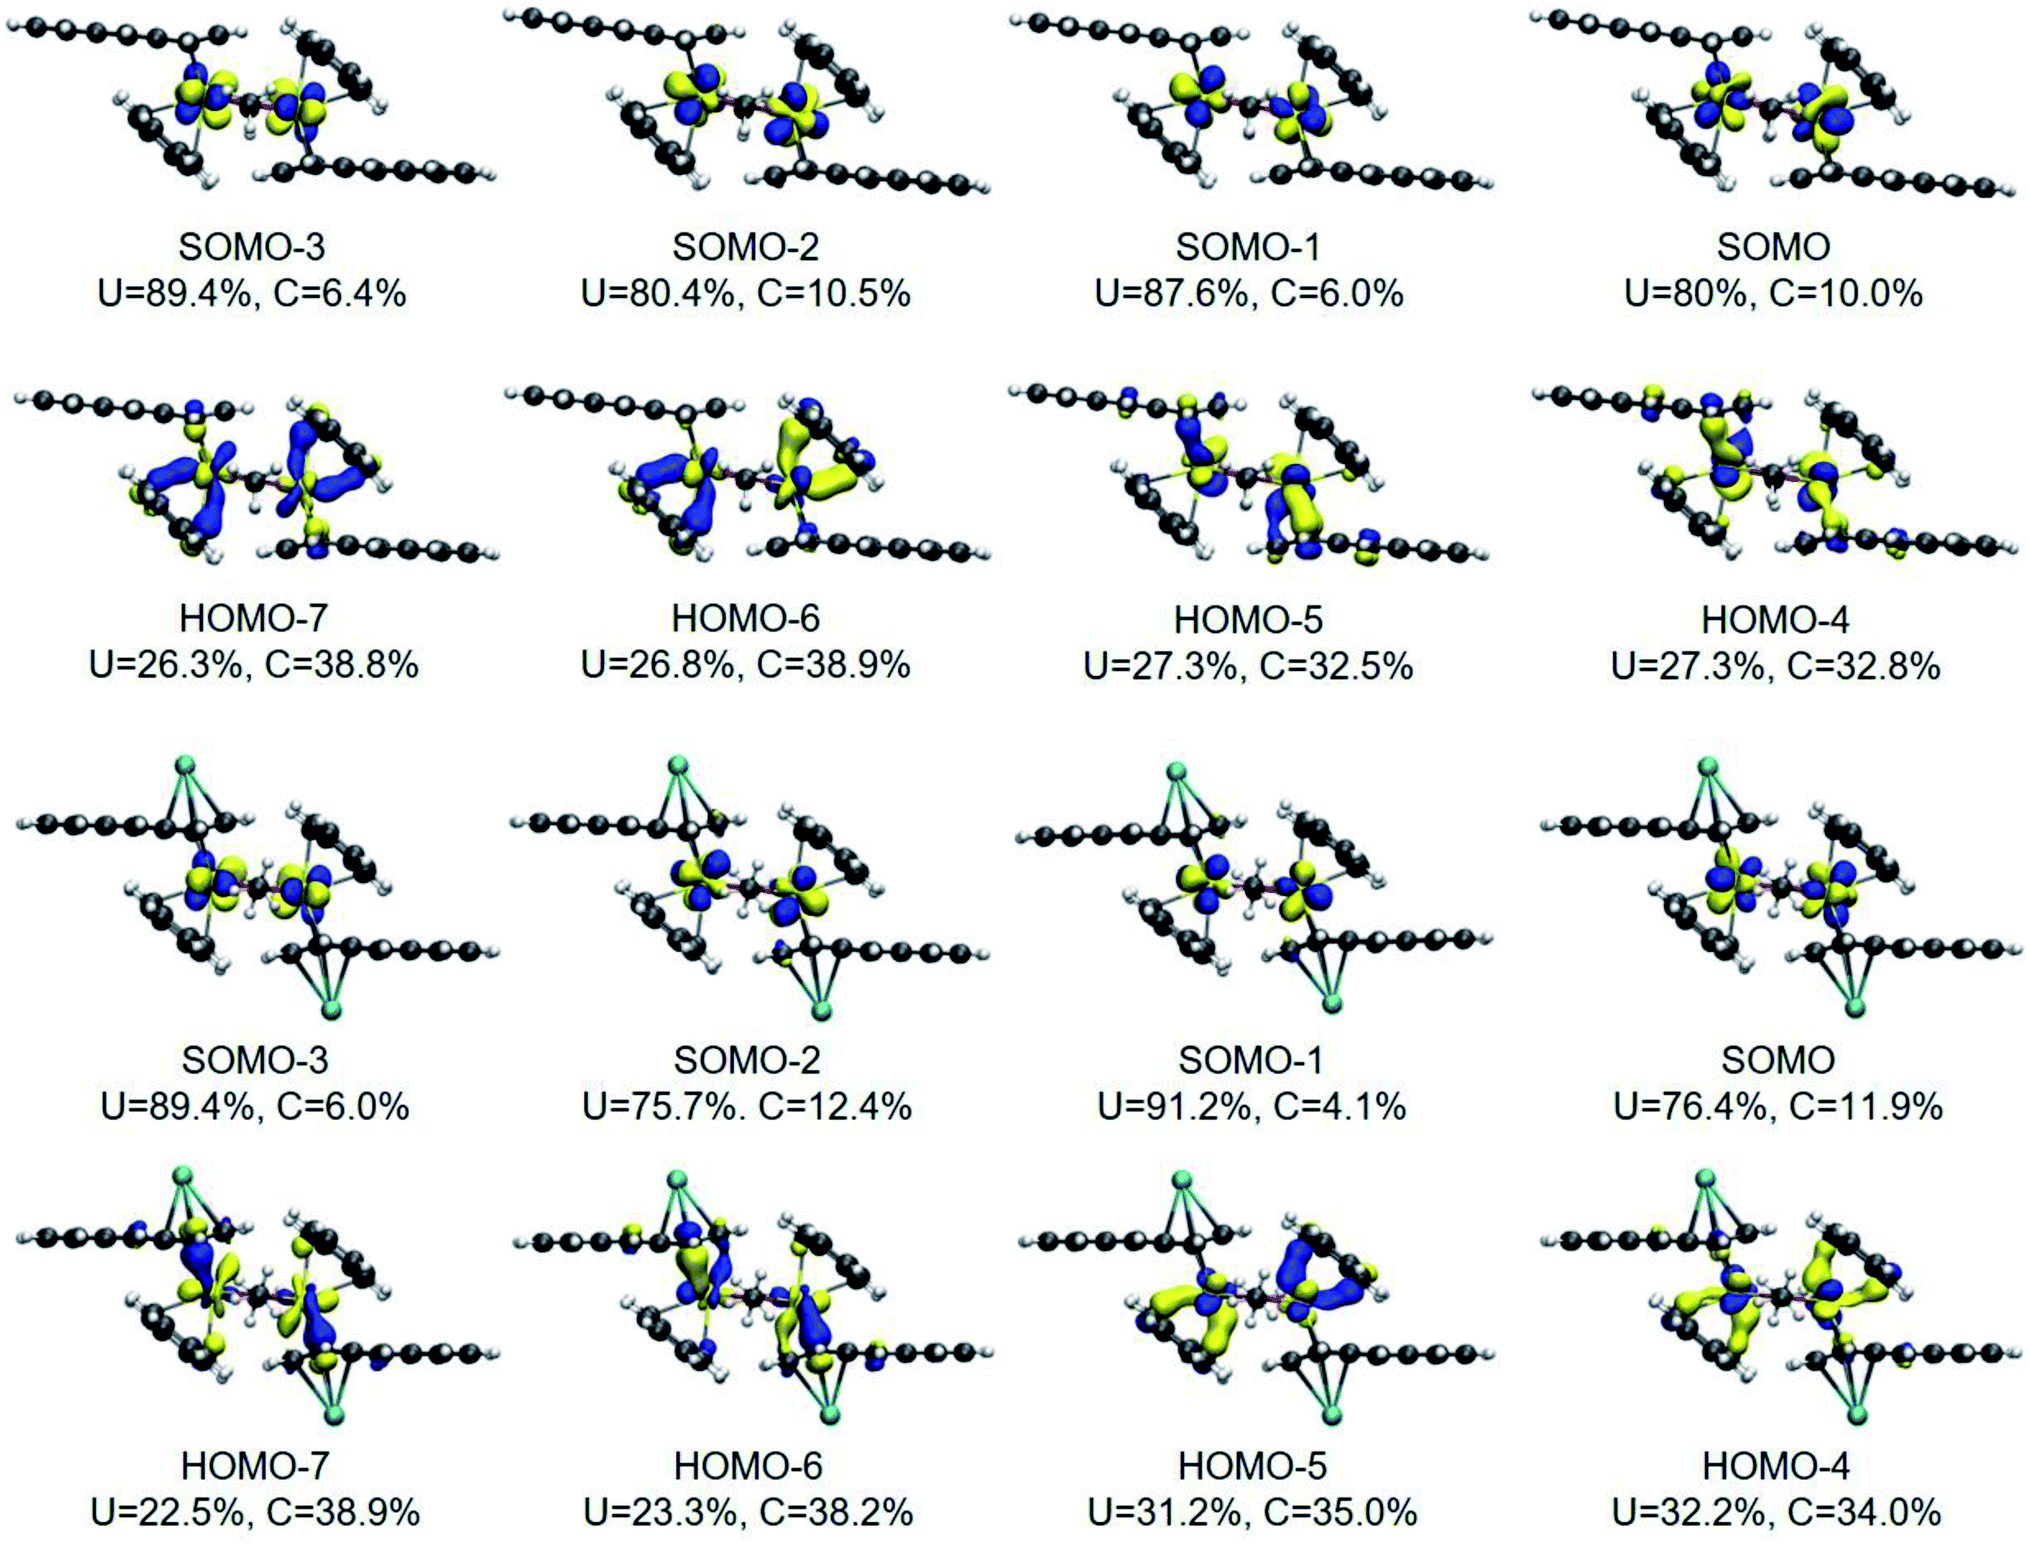 SOMO-3
U=89.4%, C=6.4%
SOMO-2
U=80.4%, C=10.5%
SOMO-1
U=87.6%, C=6.0%
SOMO
U=80%, C=10.0%
HOMO-7
U=26.3%, C=38.8%
HOMO-6
U=26.8%, C=38.9%
HOMO-5
U=27.3%, C=32.5%
HOMO-4
U=27.3%, C=32.8%
SOMO-3
U=89.4%, C=6.0%
SOMO-2
U=75.7%. C=12.4%
SOMO-1
U=91.2%, C=4.1%
SOMO
U=76.4%, C=11.9%
HOMO-7
U=22.5%, C=38.9%
HOMO-6
U=23.3%, C=38.2%
HOMO-5
U=31.2%, C=35.0%
HOMO-4
U=32.2%, C=34.0%